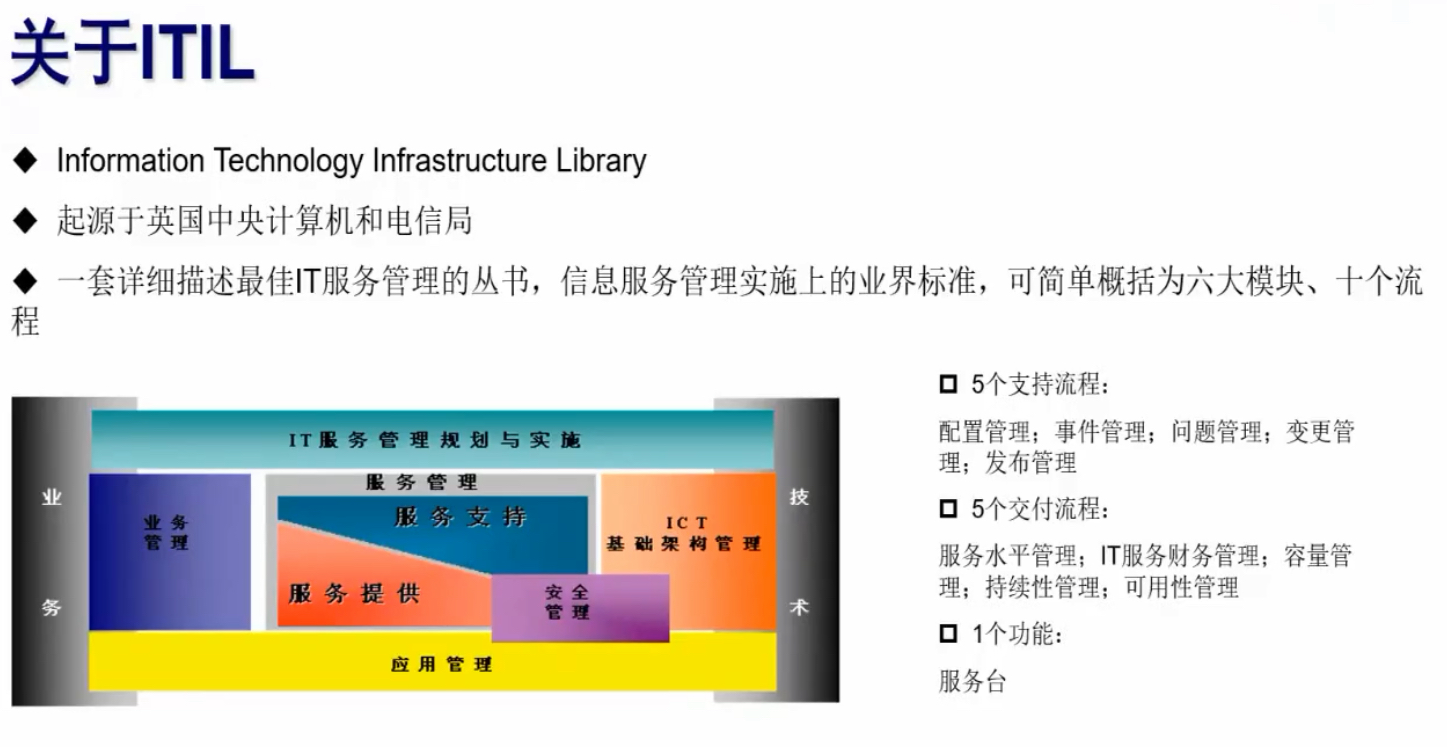 关于ITIL
◆ Information Technology Infrastructure Library
◆ 起源于英国中央计算机和电信局
◆ 一套详细描述最佳IT服务管理的丛书，信息服务管理实施上的业界标准，可简单概括为六大模块、十个流
程
IT服务管理规划与实施
业
务
业务
管理
服务管理
服务支持
服务提供
安全
管理
ICT
基础架构管理
技
术
应用管理
5个支持流程：
配置管理；事件管理；问题管理；变更管
理；发布管理
5个交付流程：
服务水平管理；IT服务财务管理；容量管
理；持续性管理；可用性管理
1个功能：
服务台